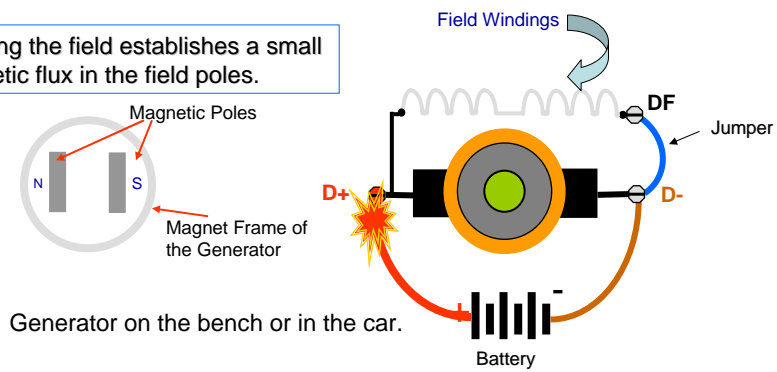 ng the field establishes a small
etic flux in the field poles.
Field Windings
Magnetic Poles
DF
Jumper
N
S
D+
D-
Magnet Frame of
the Generator
+
-
Generator on the bench or in the car.
Battery